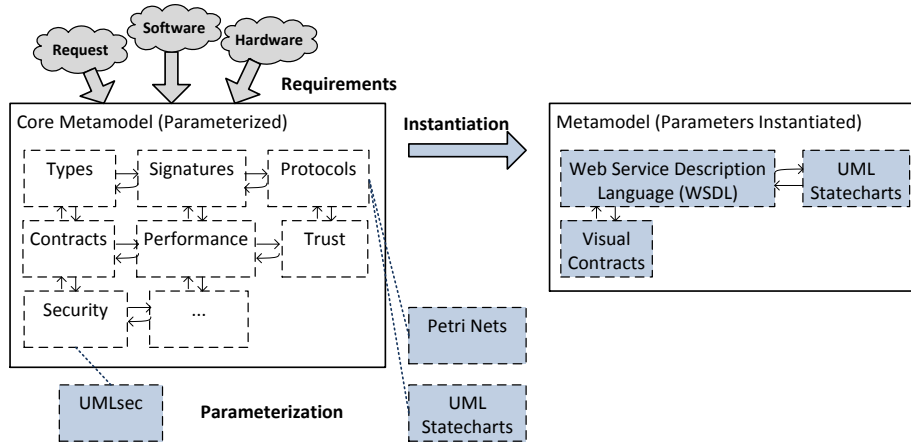 Request
Software
Hardware
Requirements
Core Metamodel (Parameterized)
Types
Signatures
Protocols
Contracts
Performance
Trust
Security
...
Instantiation
Metamodel (Parameters Instantiated)
Web Service Description
Language (WSDL)
UML
Statecharts
Visual
Contracts
Petri Nets
UMLsec
Parameterization
UML
Statecharts